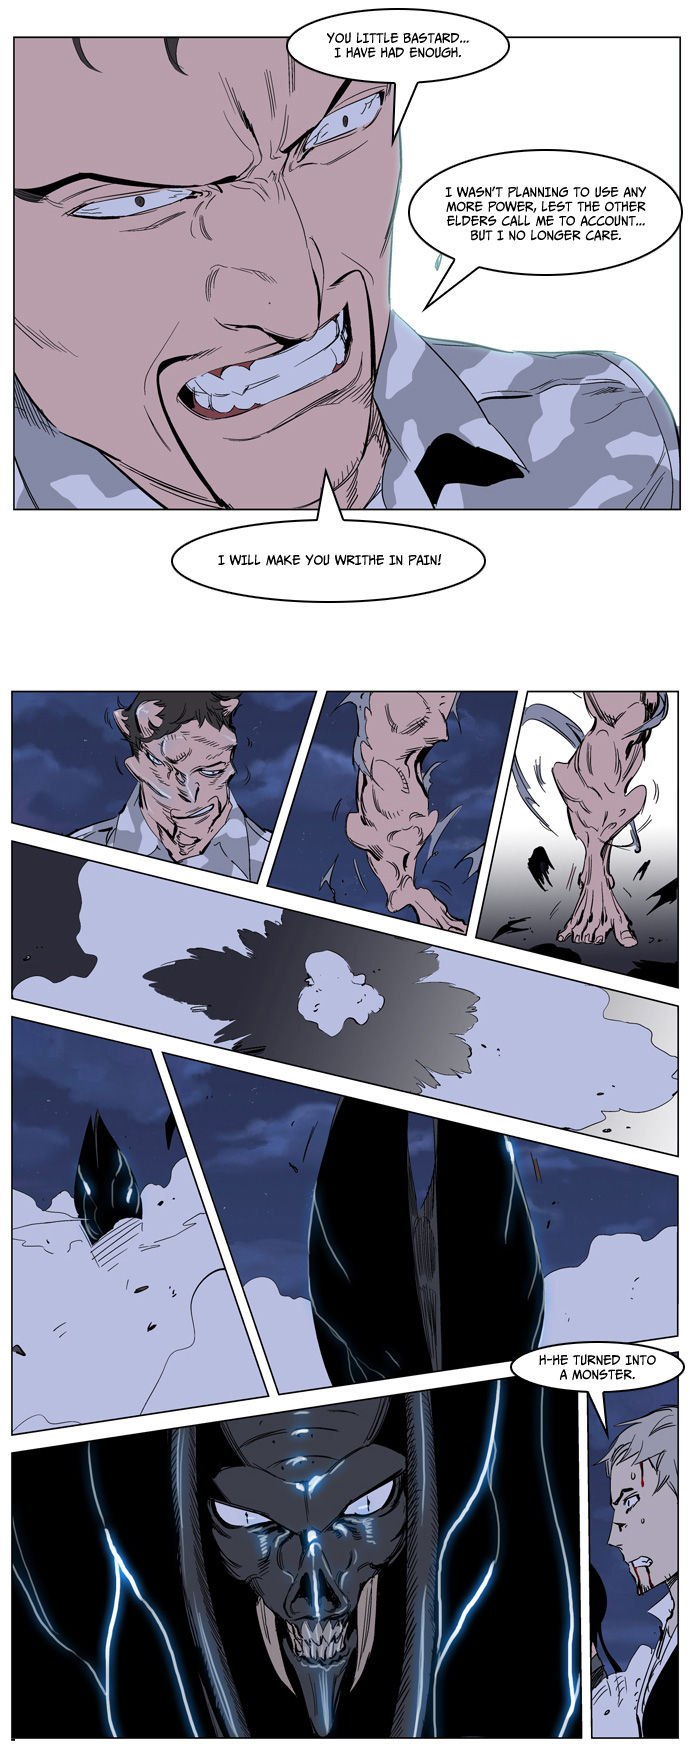 YOU LITTLE BASTARD...
I HAVE HAD ENOUGH.
I WASN'T PLANNING TO USE ANY
MORE POWER, LEST THE OTHER
ELDERS CALL ME TO ACCOUNT...
BUT I NO LONGER CARE.
I WILL MAKE YOU WRITHE IN PAIN!
H-HE TURNED INTO
A MONSTER.